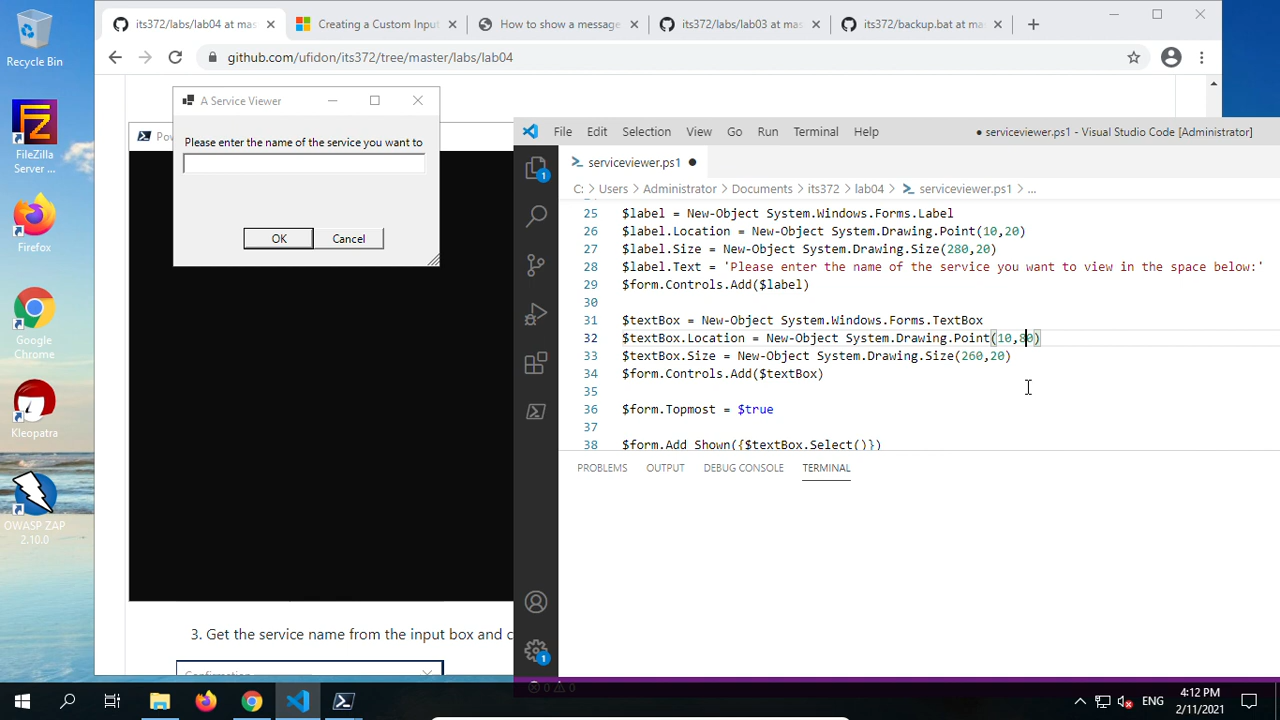 Recycle Bin
FileZilla
Server ...
Firefox
Google
Chrome
Kleopatra
OWASP ZAP
2.10.0
its372/labs/lab04 at mas
Creating a Custom Input
How to show a message
its372/labs/lab03 at mas
its372/backup.bat at ma
github.com/ufidon/its372/tree/master/labs/lab04
A Service Viewer
Please enter the name of the service you want to
OK
Cancel
Pow
File Edit Selection View Go Run Terminal Help
● serviceviewer.ps1 - Visual Studio Code [Administrator]
serviceviewer.ps1 ●
C: > Users > Administrator > Documents > its372 > lab04 > serviceviewer.ps1 > ...
25 $label = New-Object System.Windows.Forms.Label
26 $label.Location = New-Object System.Drawing.Point(10,20)
27 $label.Size = New-Object System.Drawing.Size(280,20)
28 $label.Text = 'Please enter the name of the service you want to view in the space below:'
29 $form.Controls.Add($label)
30
31 $textBox = New-Object System.Windows.Forms.TextBox
32 $textBox.Location = New-Object System.Drawing.Point(10,80)
33 $textBox.Size = New-Object System.Drawing.Size(260,20)
34 $form.Controls.Add($textBox)
35
36 $form.Topmost = $true
37
38 $form.Add_Shown({$textBox.Select()})
PROBLEMS OUTPUT DEBUG CONSOLE TERMINAL
1
1
3. Get the service name from the input box and c
Confirmation
0 0
ENG
4:12 PM
2/11/2021